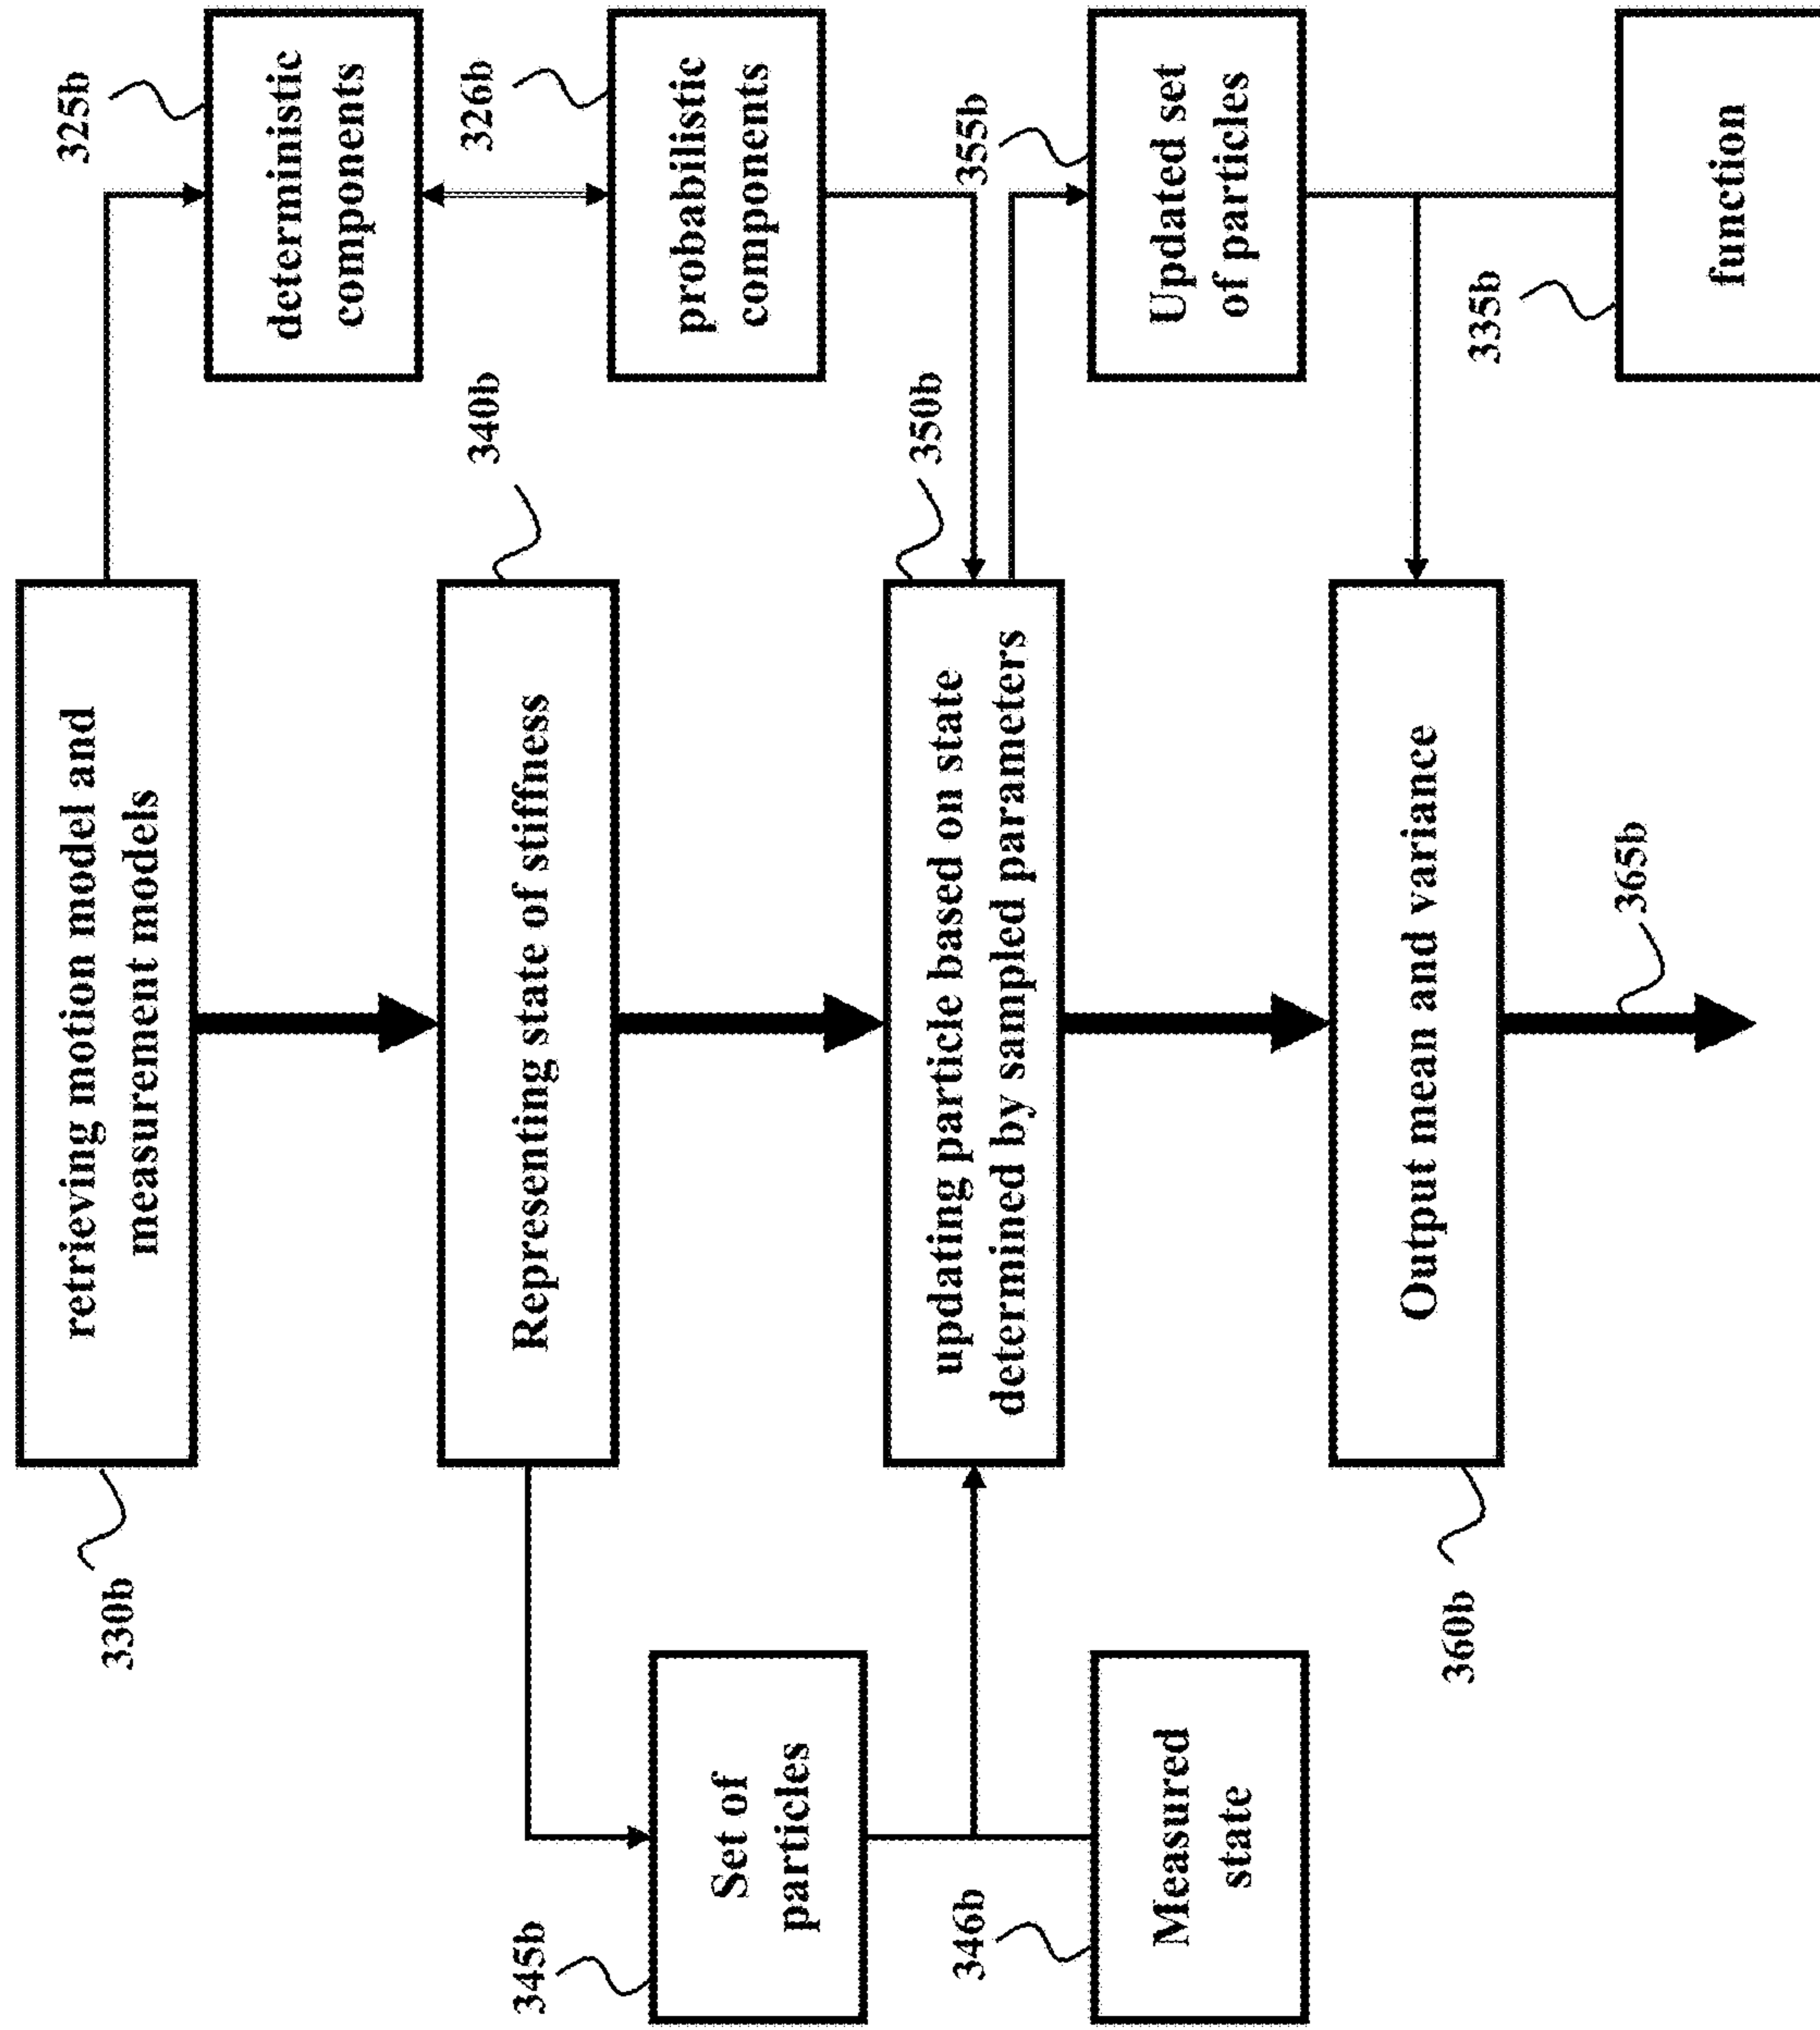 330b
retrieving motion model and
measurement models
325b
deterministic
components
326b
probabilistic
components
340b
Representing state of stiffness
345b
Set of
particles
346b
Measured
state
350b
updating particle based on state
determined by sampled parameters
355b
Updated set
of particles
335b
function
360b
Output mean and variance
365b